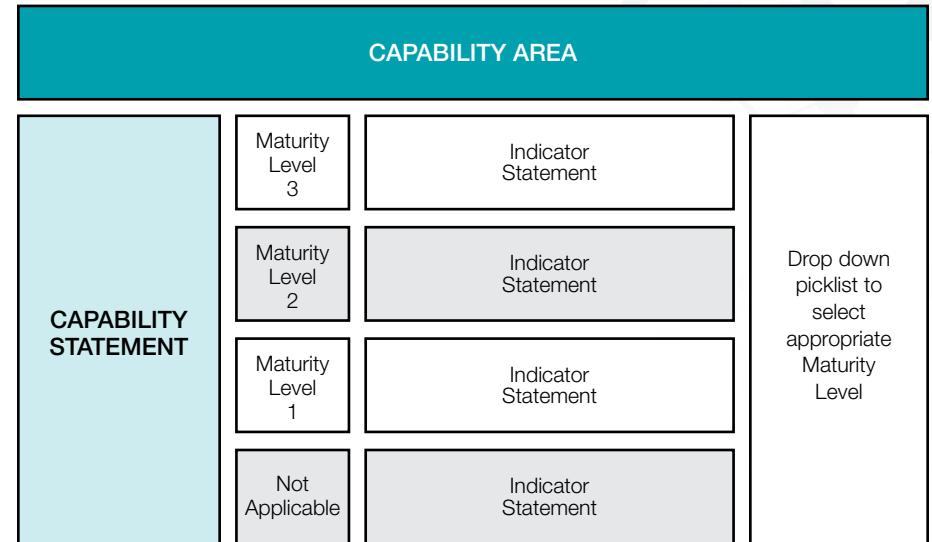 CAPABILITY AREA
CAPABILITY
STATEMENT
Maturity
Level
3
Indicator
Statement
Maturity
Level
2
Indicator
Statement
Maturity
Level
1
Indicator
Statement
Not
Applicable
Indicator
Statement
Drop down
picklist to
select
appropriate
Maturity
Level